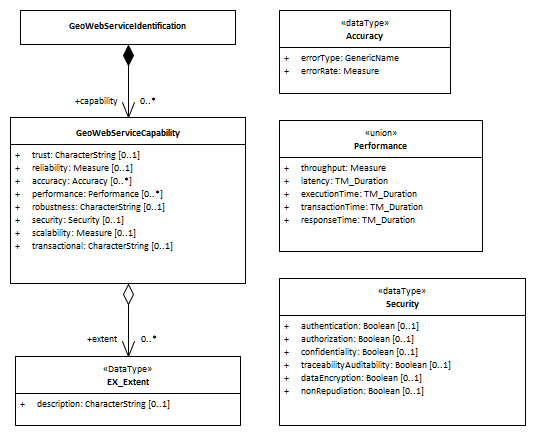 GeoWebServiceIdentification
+capability 0..*
GeoWebServiceCapability
+ trust: CharacterString [0..1]
+ reliability: Measure [0..1]
+ accuracy: Accuracy [0..*]
+ performance: Performance [0..*]
+ robustness: CharacterString [0..1]
+ security: Security [0..1]
+ scalability: Measure [0..1]
+ transactional: CharacterString [0..1]
+extent 0..*
«DataType»
EX_Extent
+ description: CharacterString [0..1]
«dataType»
Accuracy
+ errorType: GenericName
+ errorRate: Measure
«union»
Performance
+ throughput: Measure
+ latency: TM_Duration
+ executionTime: TM_Duration
+ transactionTime: TM_Duration
+ responseTime: TM_Duration
«dataType»
Security
+ authentication: Boolean [0..1]
+ authorization: Boolean [0..1]
+ confidentiality: Boolean [0..1]
+ traceabilityAuditability: Boolean [0..1]
+ dataEncryption: Boolean [0..1]
+ nonRepudiation: Boolean [0..1]